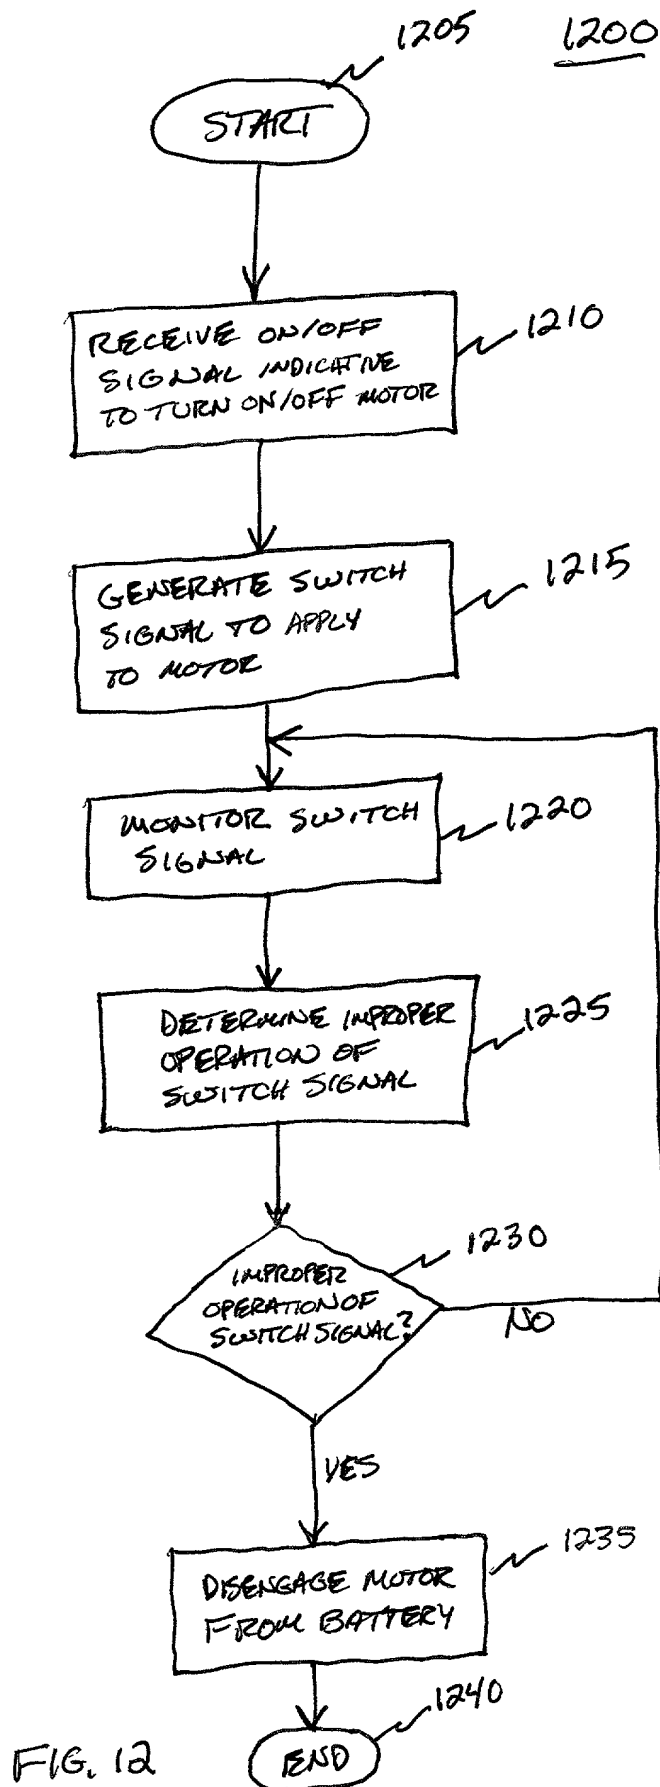 1205
1200
START
RECEIVE ON/OFF
SIGNAL INDICATIVE
TO TURN ON/OFF MOTOR
1210
GENERATE SWITCH
SIGNAL TO APPLY
TO MOTOR
1215
MONITOR SWITCH
SIGNAL
1220
DETERMINE IMPROPER
OPERATION OF
SWITCH SIGNAL
1225
IMPROPER
OPERATION OF
SWITCH SIGNAL?
1230
NO
YES
DISENGAGE MOTOR
FROM BATTERY
1235
END
1240
FIG. 12